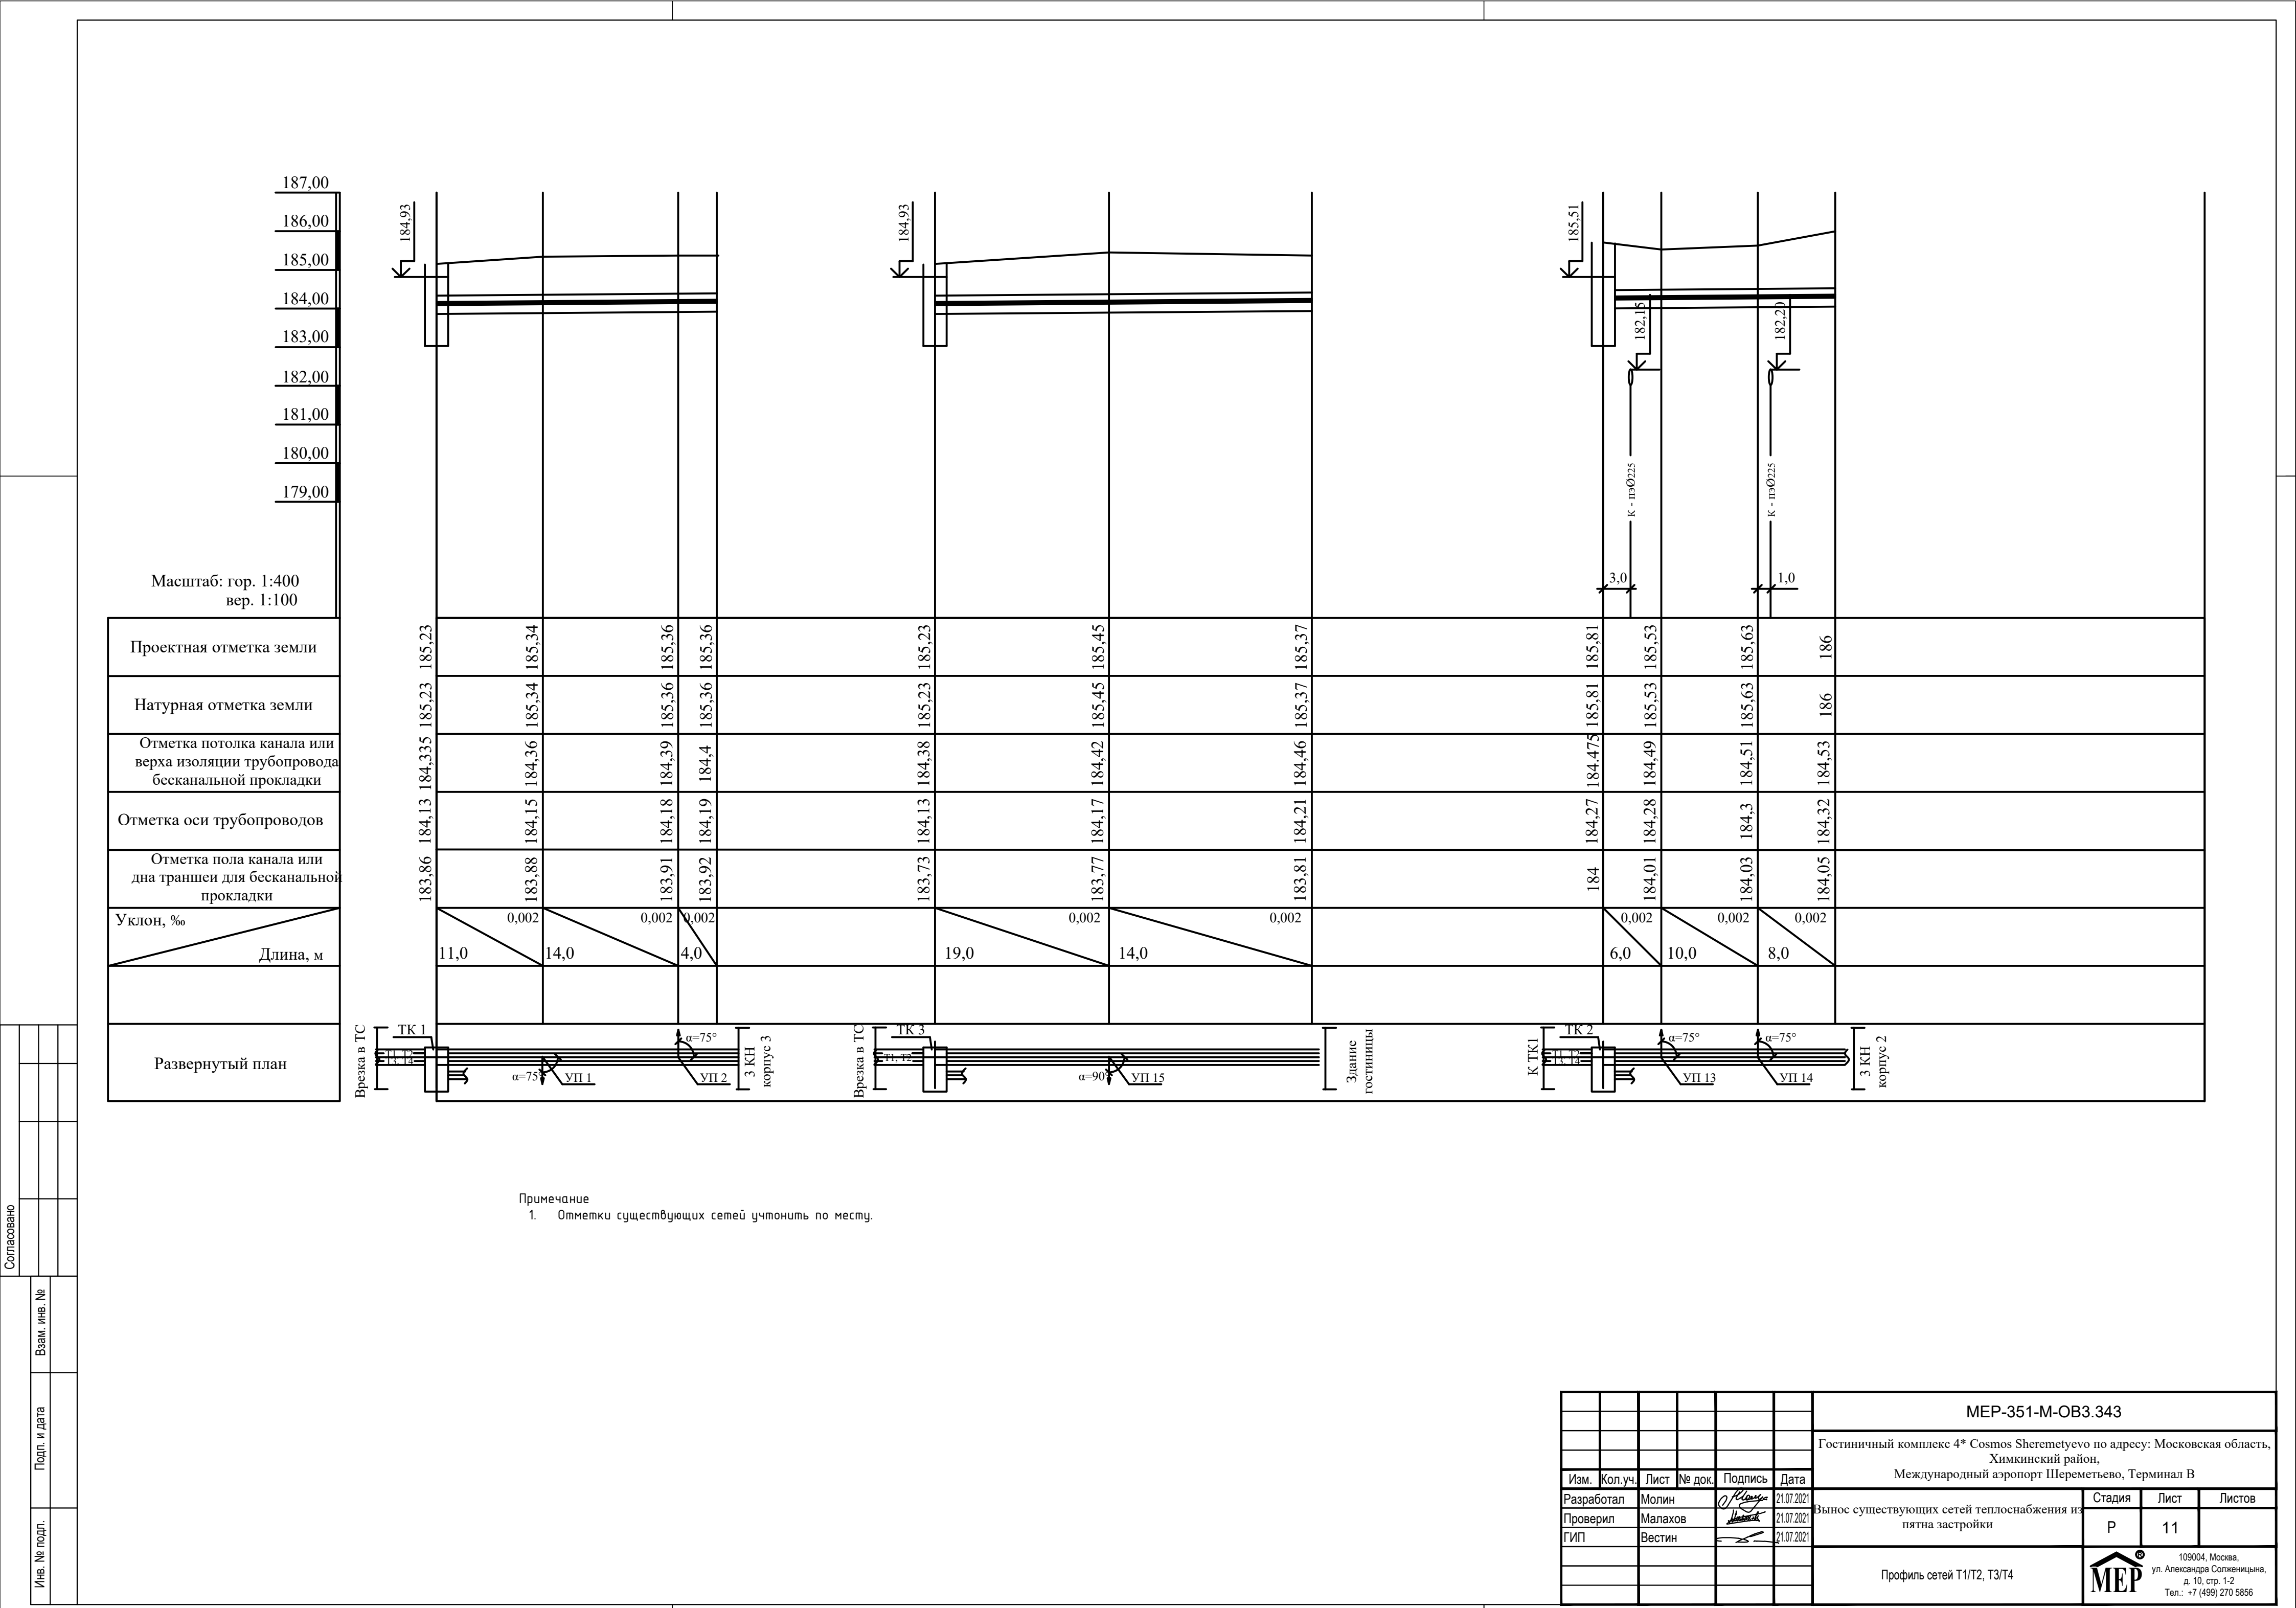 187,00
186,00
185,00
184,00
183,00
182,00
181,00
180,00
179,00
184,93
184,93
185,51
182,15
182,20
К - пэØ225
К - пэØ225
3,0
1,0
Масштаб: гор. 1:400
вер. 1:100
Проектная отметка земли
185,23 185,34 185,36 185,36 185,23 185,45 185,37 185,81 185,53 185,63 186
Натурная отметка земли
185,23 185,34 185,36 185,36 185,23 185,45 185,37 185,81 185,53 185,63 186
Отметка потолка канала или
верха изоляции трубопровода
бесканальной прокладки
184,335 184,36 184,39 184,4 184,38 184,42 184,46 184.475 184,49 184,51 184,53
Отметка оси трубопроводов
184,13 184,15 184,18 184,19 184,13 184,17 184,21 184,27 184,28 184,3 184,32
Отметка пола канала или
дна траншеи для бесканальной
прокладки
183,86 183,88 183,91 183,92 183,73 183,77 183,81 184 184,01 184,03 184,05
Уклон, ‰
0,002 0,002 0,002 0,002 0,002 0,002 0,002 0,002
Длина, м
11,0 14,0 4,0 19,0 14,0 6,0 10,0 8,0
Развернутый план
Врезка в ТС
ТК 1
Т1, Т2
Т3, Т4
α=75°
УП 1
α=75°
УП 2
3 КН
корпус 3
Врезка в ТС
ТК 3
Т1, Т2
α=90°
УП 15
Здание
гостиницы
К ТК1
ТК 2
Т1, Т2
Т3, Т4
α=75°
УП 13
α=75°
УП 14
3 КН
корпус 2
Примечание
1. Отметки существующих сетей учтонить по месту.
Согласовано
Взам. инв. №
Подп. и дата
Инв. № подп.
МЕР-351-М-ОВ3.343
Гостиничный комплекс 4* Cosmos Sheremetyevo по адресу: Московская область,
Химкинский район,
Международный аэропорт Шереметьево, Терминал В
Изм. Кол.уч. Лист № док. Подпись Дата
Разработал Молин 21.07.2021
Проверил Малахов 21.07.2021
ГИП Вестин 21.07.2021
Вынос существующих сетей теплоснабжения из
пятна застройки
Стадия Лист Листов
Р 11
Профиль сетей Т1/Т2, Т3/Т4
МЕР ®
109004, Москва,
ул. Александра Солженицына,
д. 10, стр. 1-2
Тел.: +7 (499) 270 5856